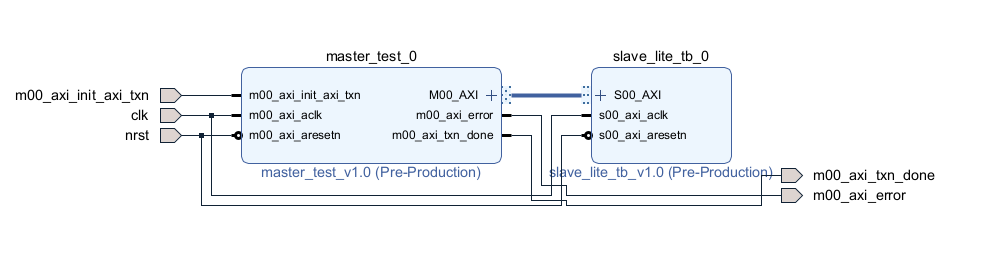 master_test_0
slave_lite_tb_0
m00_axi_init_axi_txn
clk
nrst
m00_axi_init_axi_txn
m00_axi_aclk
m00_axi_aresetn
M00_AXI
m00_axi_error
m00_axi_txn_done
S00_AXI
s00_axi_aclk
s00_axi_aresetn
master_test_v1.0 (Pre-Production)
slave_lite_tb_v1.0 (Pre-Production)
m00_axi_txn_done
m00_axi_error